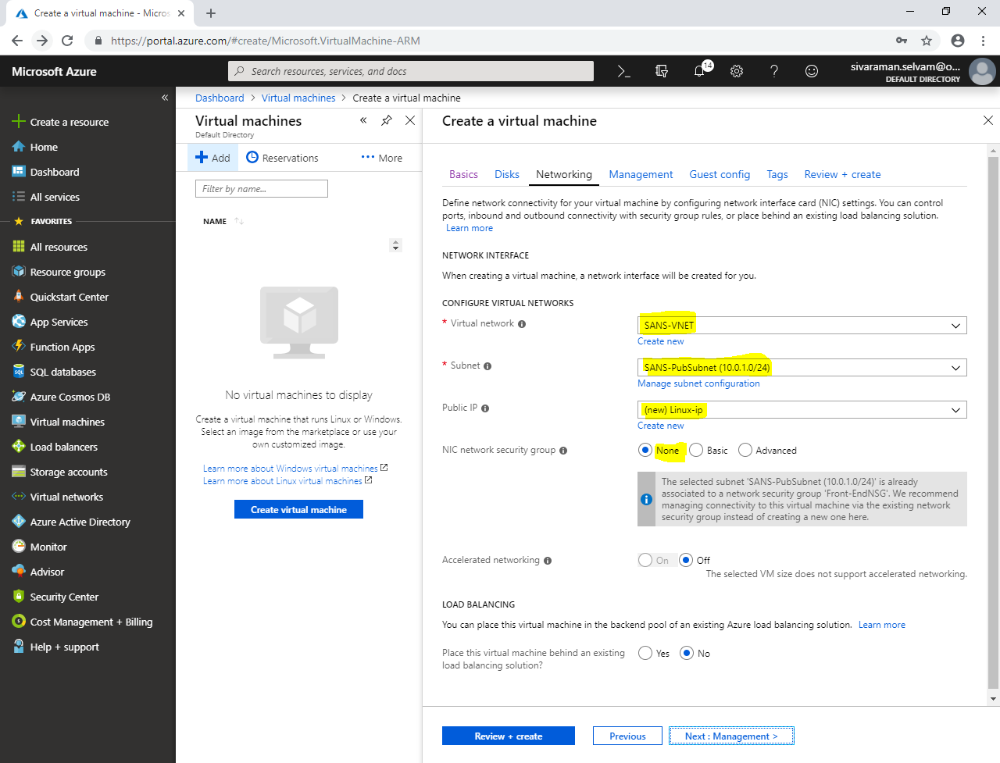 Create a virtual machine - Micros
https://portal.azure.com/#create/Microsoft.VirtualMachine-ARM
Microsoft Azure
Search resources, services, and docs
14
sivaraman.selvam@o...
DEFAULT DIRECTORY
Create a resource
Home
Dashboard
All services
FAVORITES
All resources
Resource groups
Quickstart Center
App Services
Function Apps
SQL databases
Azure Cosmos DB
Virtual machines
Load balancers
Storage accounts
Virtual networks
Azure Active Directory
Monitor
Advisor
Security Center
Cost Management + Billing
Help + support
Dashboard > Virtual machines > Create a virtual machine
Virtual machines
Default Directory
Add
Reservations
More
Filter by name...
NAME
No virtual machines to display
Create a virtual machine that runs Linux or Windows.
Select an image from the marketplace or use your
own customized image.
Learn more about Windows virtual machines
Learn more about Linux virtual machines
Create virtual machine
Create a virtual machine
Basics Disks Networking Management Guest config Tags Review + create
Define network connectivity for your virtual machine by configuring network interface card (NIC) settings. You can control
ports, inbound and outbound connectivity with security group rules, or place behind an existing load balancing solution.
Learn more
NETWORK INTERFACE
When creating a virtual machine, a network interface will be created for you.
CONFIGURE VIRTUAL NETWORKS
* Virtual network
SANS-VNET
Create new
* Subnet
SANS-PubSubnet (10.0.1.0/24)
Manage subnet configuration
Public IP
(new) Linux-ip
Create new
NIC network security group
None Basic Advanced
The selected subnet 'SANS-PubSubnet (10.0.1.0/24)' is already
associated to a network security group 'Front-EndNSG'. We recommend
managing connectivity to this virtual machine via the existing network
security group instead of creating a new one here.
Accelerated networking
On Off
The selected VM size does not support accelerated networking.
LOAD BALANCING
You can place this virtual machine in the backend pool of an existing Azure load balancing solution. Learn more
Place this virtual machine behind an existing
load balancing solution?
Yes No
Review + create
Previous
Next : Management >